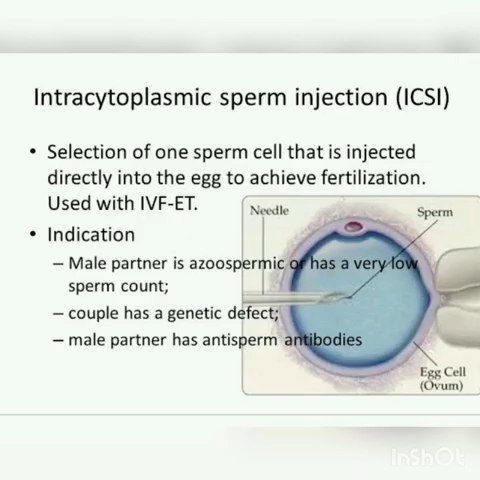 Intracytoplasmic sperm injection (ICSI)
• Selection of one sperm cell that is injected
directly into the egg to achieve fertilization.
Used with IVF-ET.
• Indication
– Male partner is azoospermic or has a very low
sperm count;
– couple has a genetic defect;
– male partner has antisperm antibodies
Needle
Sperm
Egg Cell
(Ovum)
InShOt